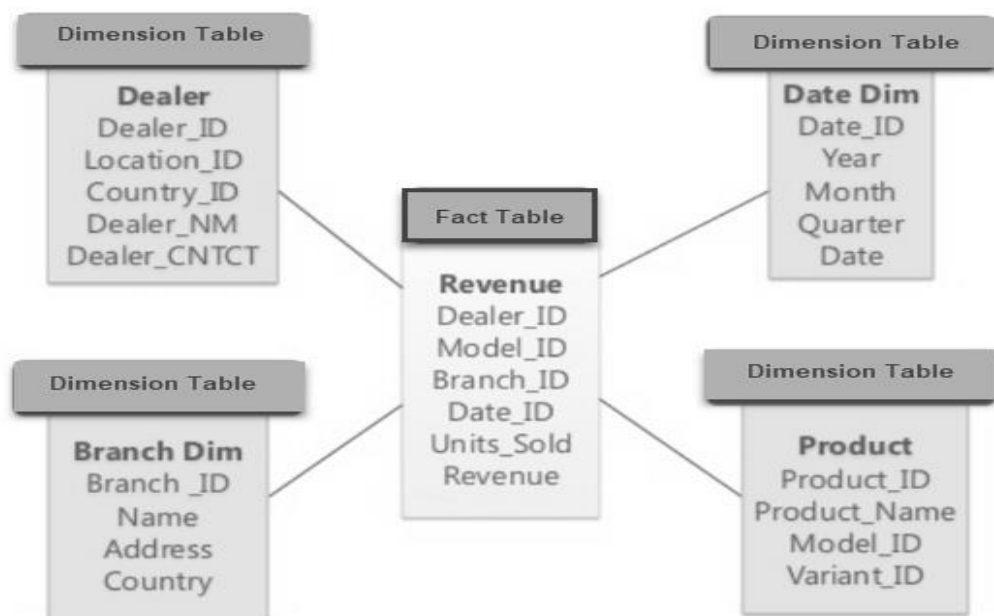 Dimension Table
Dealer
Dealer_ID
Location_ID
Country_ID
Dealer_NM
Dealer_CNTCT
Dimension Table
Date Dim
Date_ID
Year
Month
Quarter
Date
Fact Table
Revenue
Dealer_ID
Model_ID
Branch_ID
Date_ID
Units_Sold
Revenue
Dimension Table
Branch Dim
Branch _ID
Name
Address
Country
Dimension Table
Product
Product_ID
Product_Name
Model_ID
Variant_ID